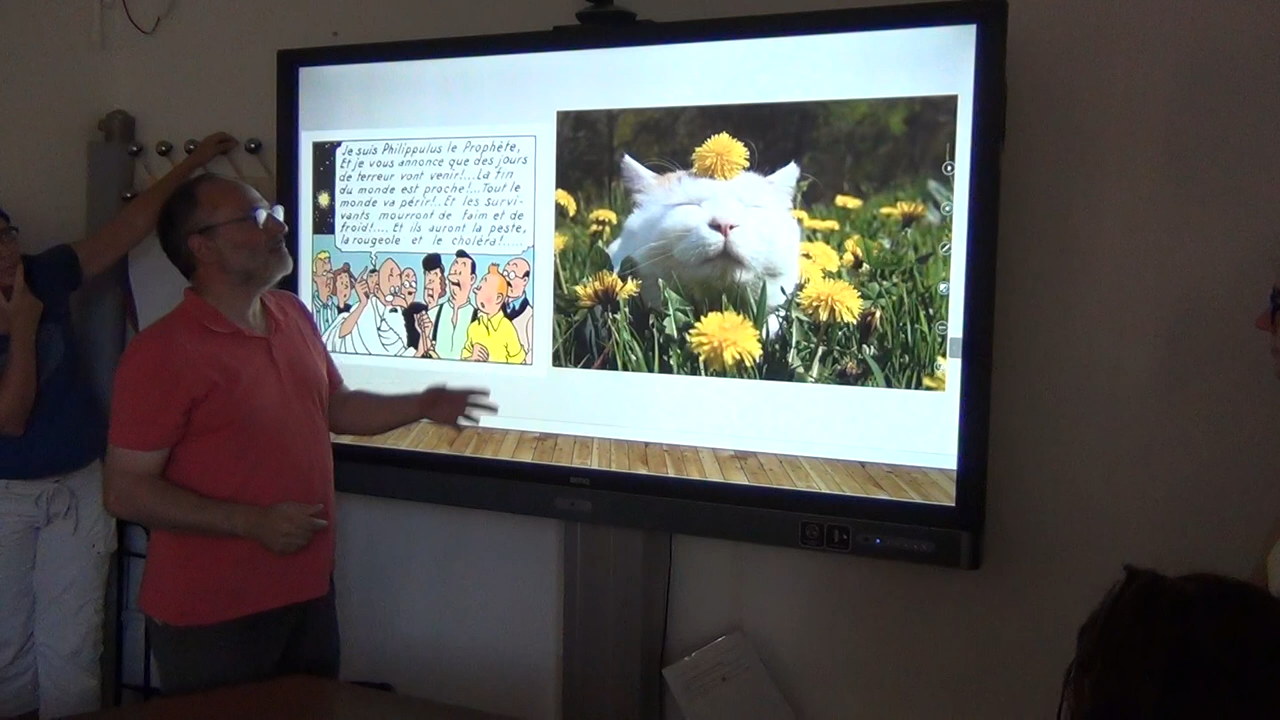 Je suis Philippulus le Prophète,
Et je vous annonce que des jours
de terreur vont venir!...La fin
du monde est proche!...Tout le
monde va périr!..Et les survi-
vants mourront de faim et de
froid!.... Et ils auront la peste,
la rougeole et le choléra!.....
BenQ